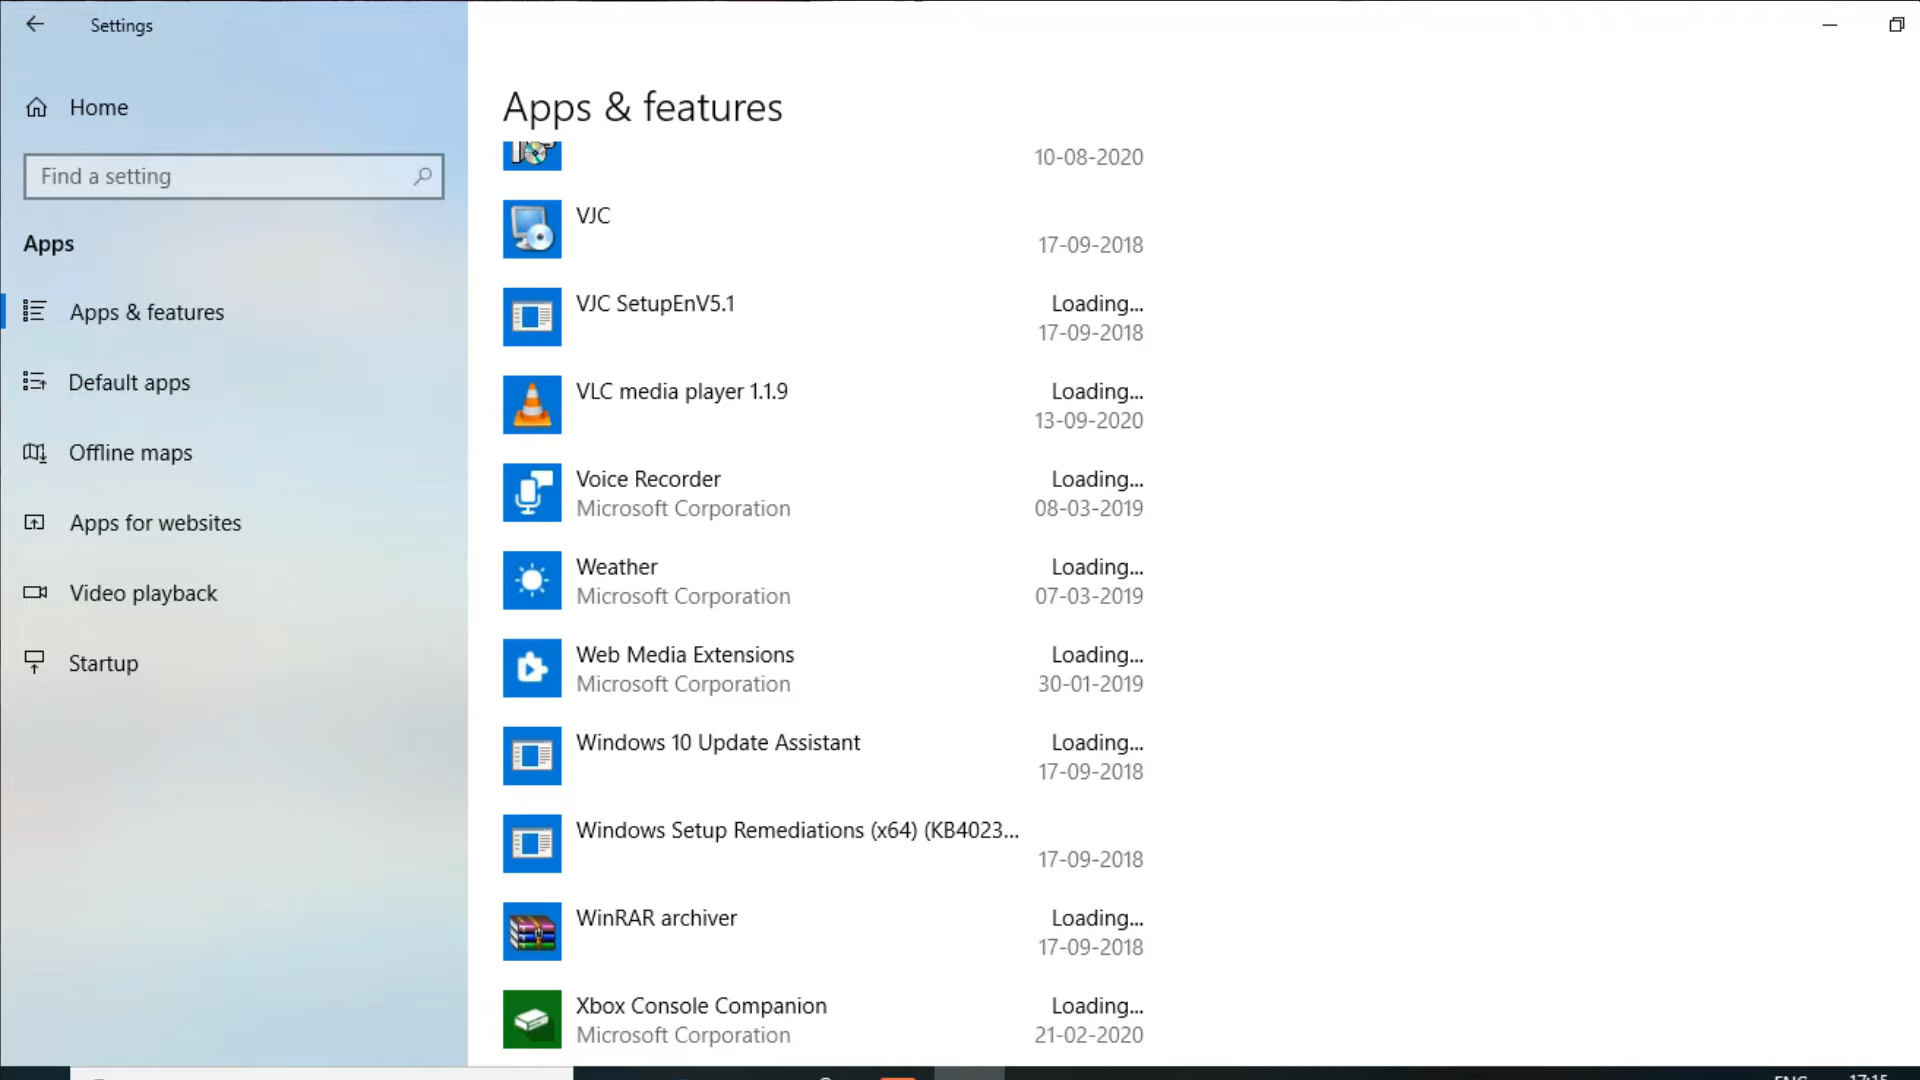 Settings
Home
Find a setting
Apps
Apps & features
Default apps
Offline maps
Apps for websites
Video playback
Startup
Apps & features
10-08-2020
VJC
17-09-2018
VJC SetupEnV5.1 Loading...
17-09-2018
VLC media player 1.1.9 Loading...
13-09-2020
Voice Recorder Loading...
Microsoft Corporation 08-03-2019
Weather Loading...
Microsoft Corporation 07-03-2019
Web Media Extensions Loading...
Microsoft Corporation 30-01-2019
Windows 10 Update Assistant Loading...
17-09-2018
Windows Setup Remediations (x64) (KB4023...
17-09-2018
WinRAR archiver Loading...
17-09-2018
Xbox Console Companion Loading...
Microsoft Corporation 21-02-2020
ENG 17:15